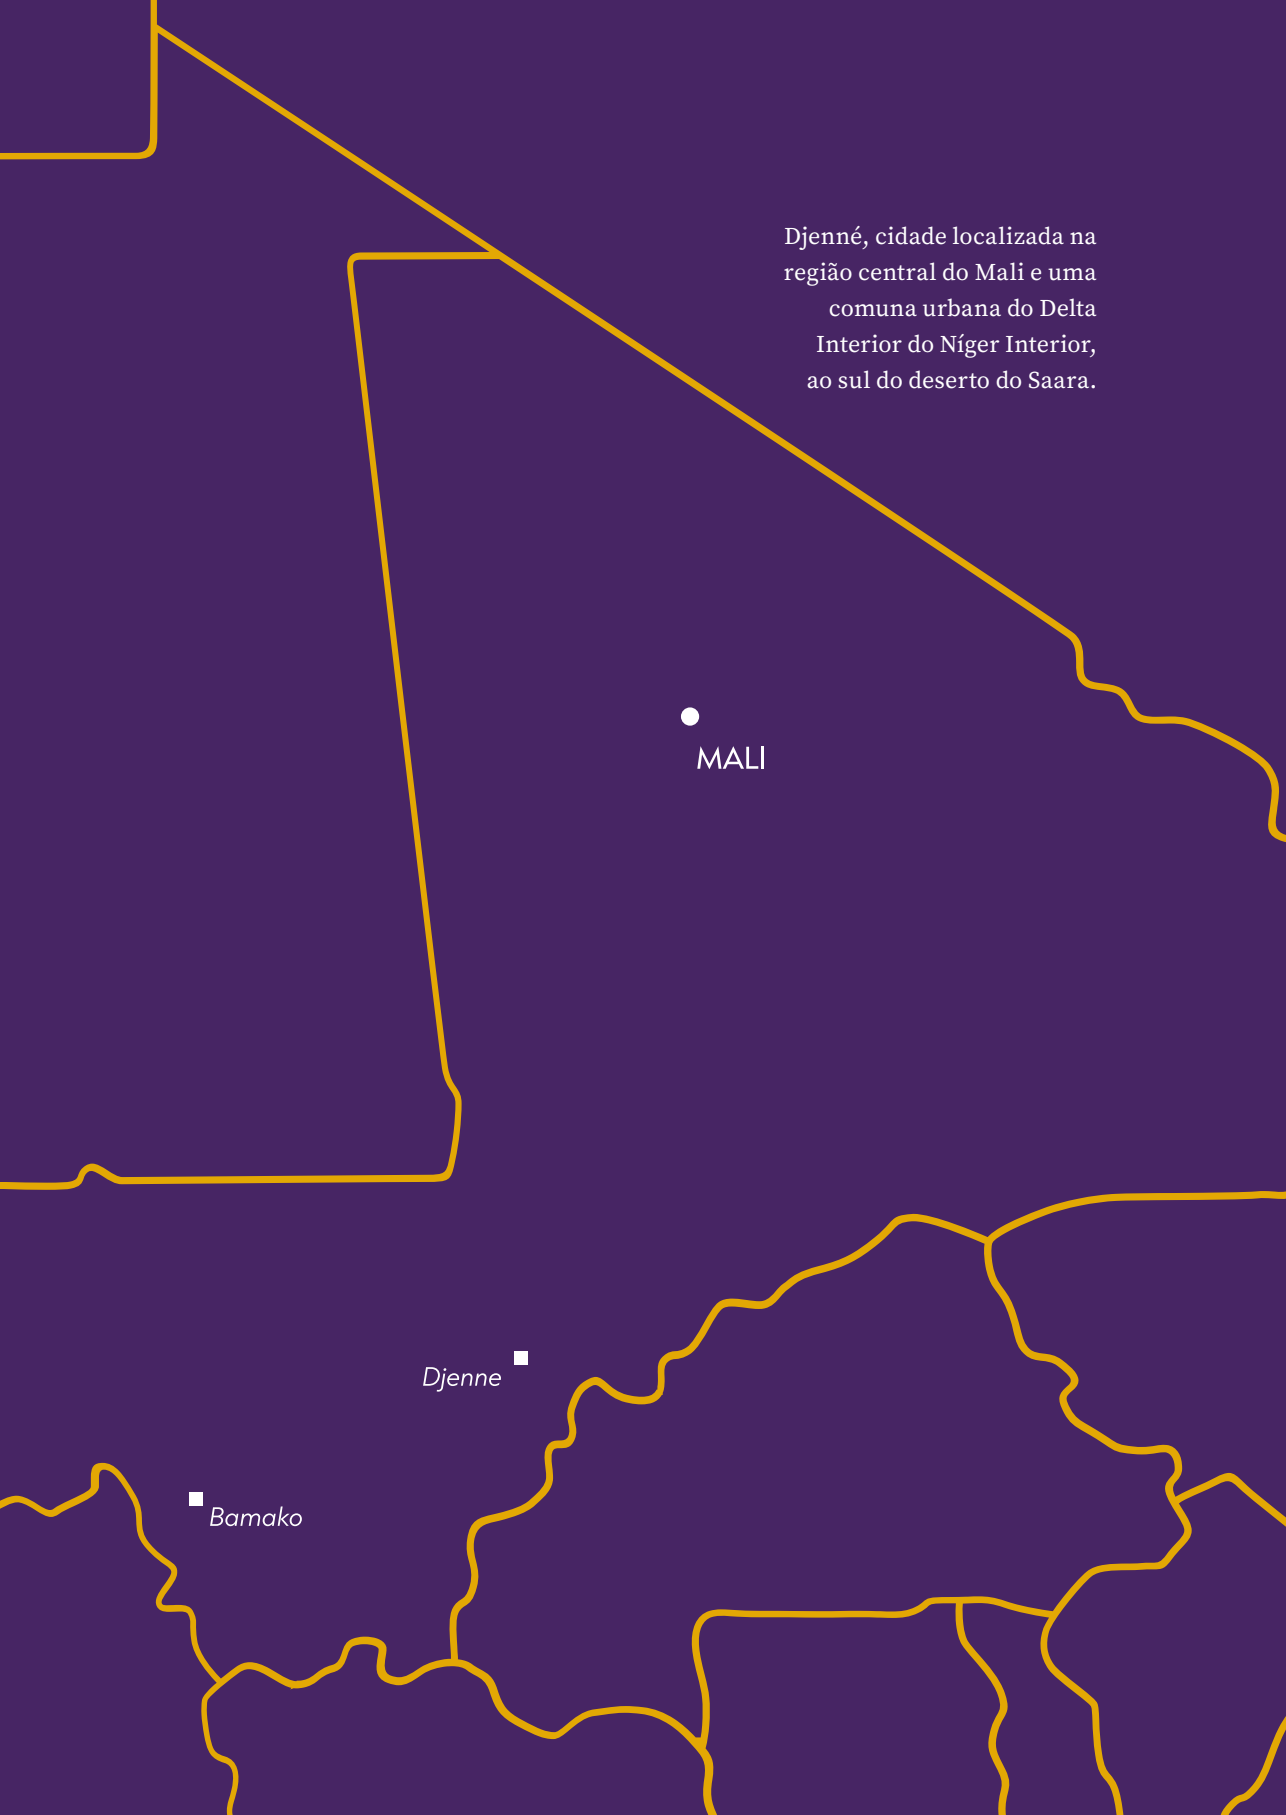 Djenné, cidade localizada na
região central do Mali e uma
comuna urbana do Delta
Interior do Níger Interior,
ao sul do deserto do Saara.
MALI
Djenne
Bamako